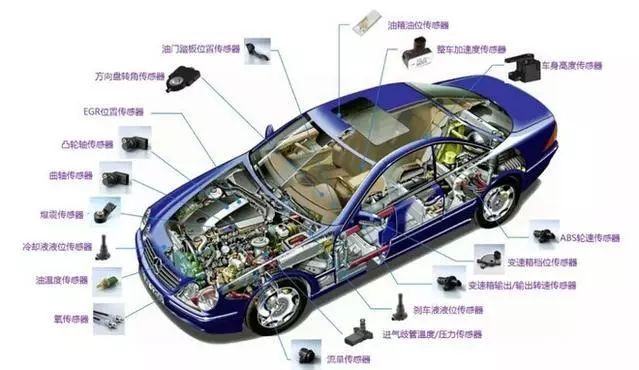 油箱油位传感器
油门踏板位置传感器
整车加速度传感器
方向盘转角传感器
车身高度传感器
EGR位置传感器
凸轮轴传感器
曲轴传感器
爆震传感器
冷却液液位传感器
油温度传感器
氧传感器
ABS轮速传感器
变速箱档位传感器
变速箱输出/输出转速传感器
刹车液液位传感器
进气歧管温度/压力传感器
流量传感器